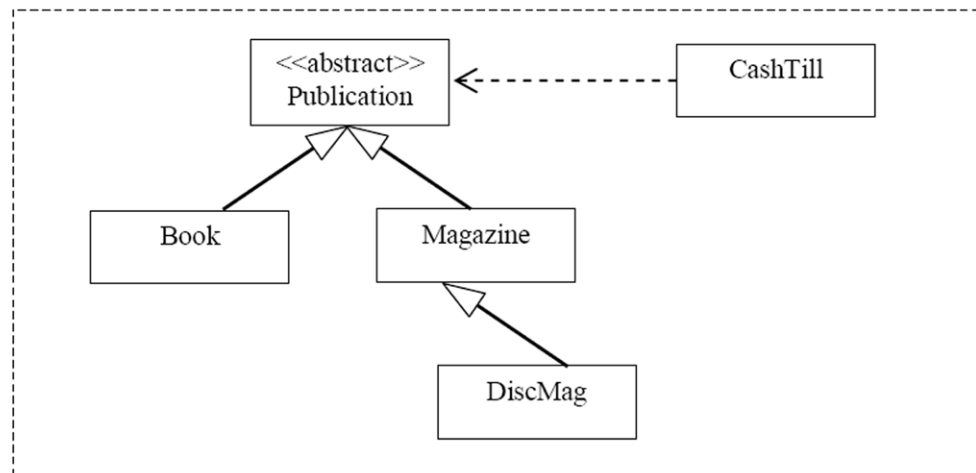 <<abstract>>
Publication
CashTill
Book
Magazine
DiscMag